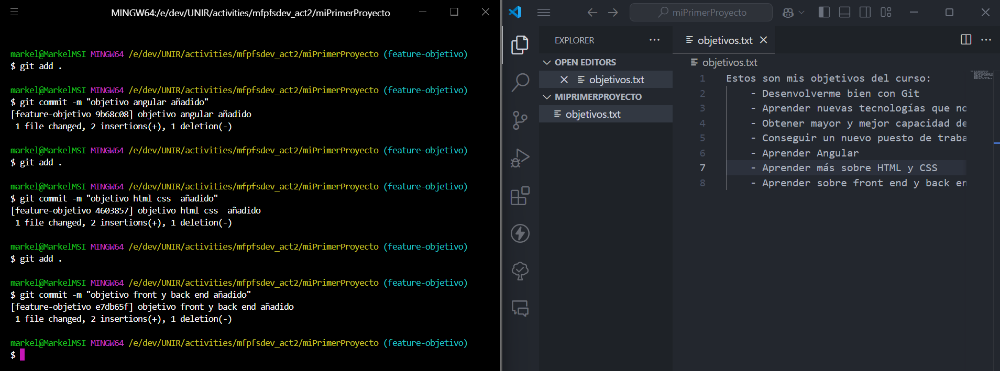 MINGW64:/e/dev/UNIR/activities/mfpfsdev_act2/miPrimerProyecto
markel@MarkelMSI MINGW64 /e/dev/UNIR/activities/mfpfsdev_act2/miPrimerProyecto (feature-objetivo)
$ git add .
markel@MarkelMSI MINGW64 /e/dev/UNIR/activities/mfpfsdev_act2/miPrimerProyecto (feature-objetivo)
$ git commit -m "objetivo angular añadido"
[feature-objetivo 9b68c08] objetivo angular añadido
1 file changed, 2 insertions(+), 1 deletion(-)
markel@MarkelMSI MINGW64 /e/dev/UNIR/activities/mfpfsdev_act2/miPrimerProyecto (feature-objetivo)
$ git add .
markel@MarkelMSI MINGW64 /e/dev/UNIR/activities/mfpfsdev_act2/miPrimerProyecto (feature-objetivo)
$ git commit -m "objetivo html css  añadido"
[feature-objetivo 4603857] objetivo html css  añadido
1 file changed, 2 insertions(+), 1 deletion(-)
markel@MarkelMSI MINGW64 /e/dev/UNIR/activities/mfpfsdev_act2/miPrimerProyecto (feature-objetivo)
$ git add .
markel@MarkelMSI MINGW64 /e/dev/UNIR/activities/mfpfsdev_act2/miPrimerProyecto (feature-objetivo)
$ git commit -m "objetivo front y back end añadido"
[feature-objetivo e7db65f] objetivo front y back end añadido
1 file changed, 2 insertions(+), 1 deletion(-)
markel@MarkelMSI MINGW64 /e/dev/UNIR/activities/mfpfsdev_act2/miPrimerProyecto (feature-objetivo)
$
miPrimerProyecto
EXPLORER
OPEN EDITORS
objetivos.txt
MIPRIMERPROYECTO
objetivos.txt
objetivos.txt
objetivos.txt
1 Estos son mis objetivos del curso:
2 - Desenvolverme bien con Git
3 - Aprender nuevas tecnologías que no
4 - Obtener mayor y mejor capacidad de
5 - Conseguir un nuevo puesto de traba
6 - Aprender Angular
7 - Aprender más sobre HTML y CSS
8 - Aprender sobre front end y back en